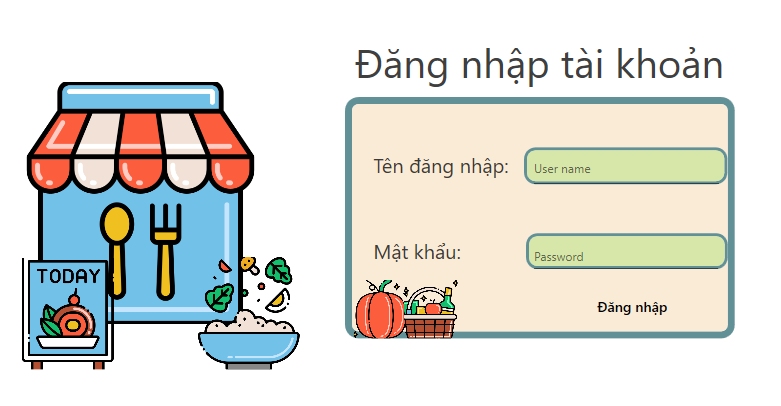 Đăng nhập tài khoản
Tên đăng nhập:
User name
Mật khẩu:
Password
TODAY
Đăng nhập